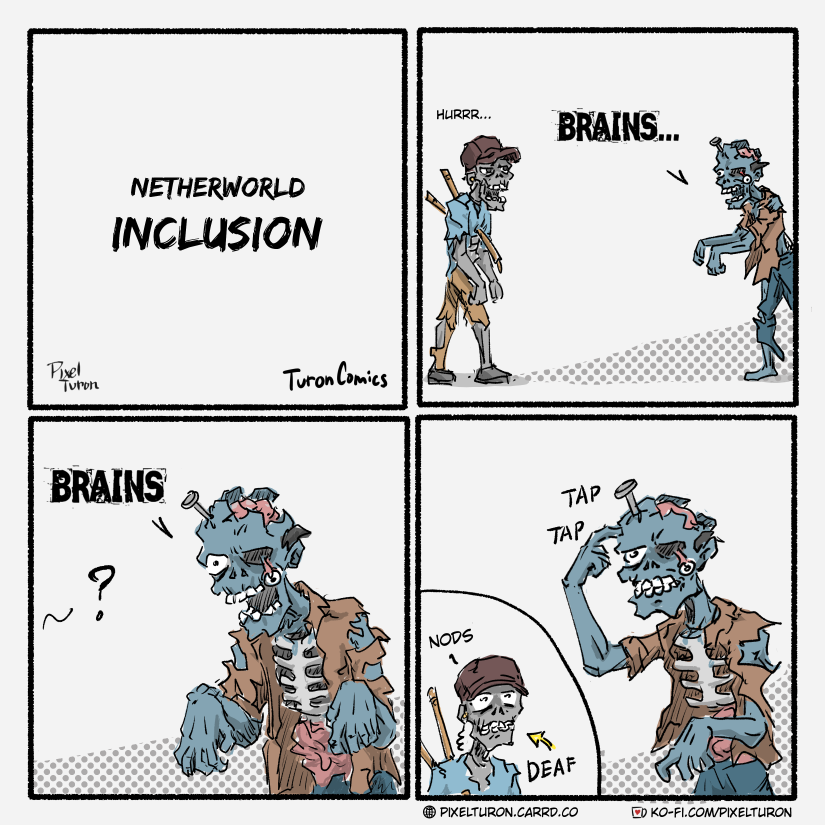 NETHERWORLD
INCLUSION
Pixel
Turon
Turon Comics
HURRR...
BRAINS...
BRAINS
?
TAP
TAP
NODS
DEAF
PIXELTURON.CARRD.CO
KO-FI.COM/PIXELTURON